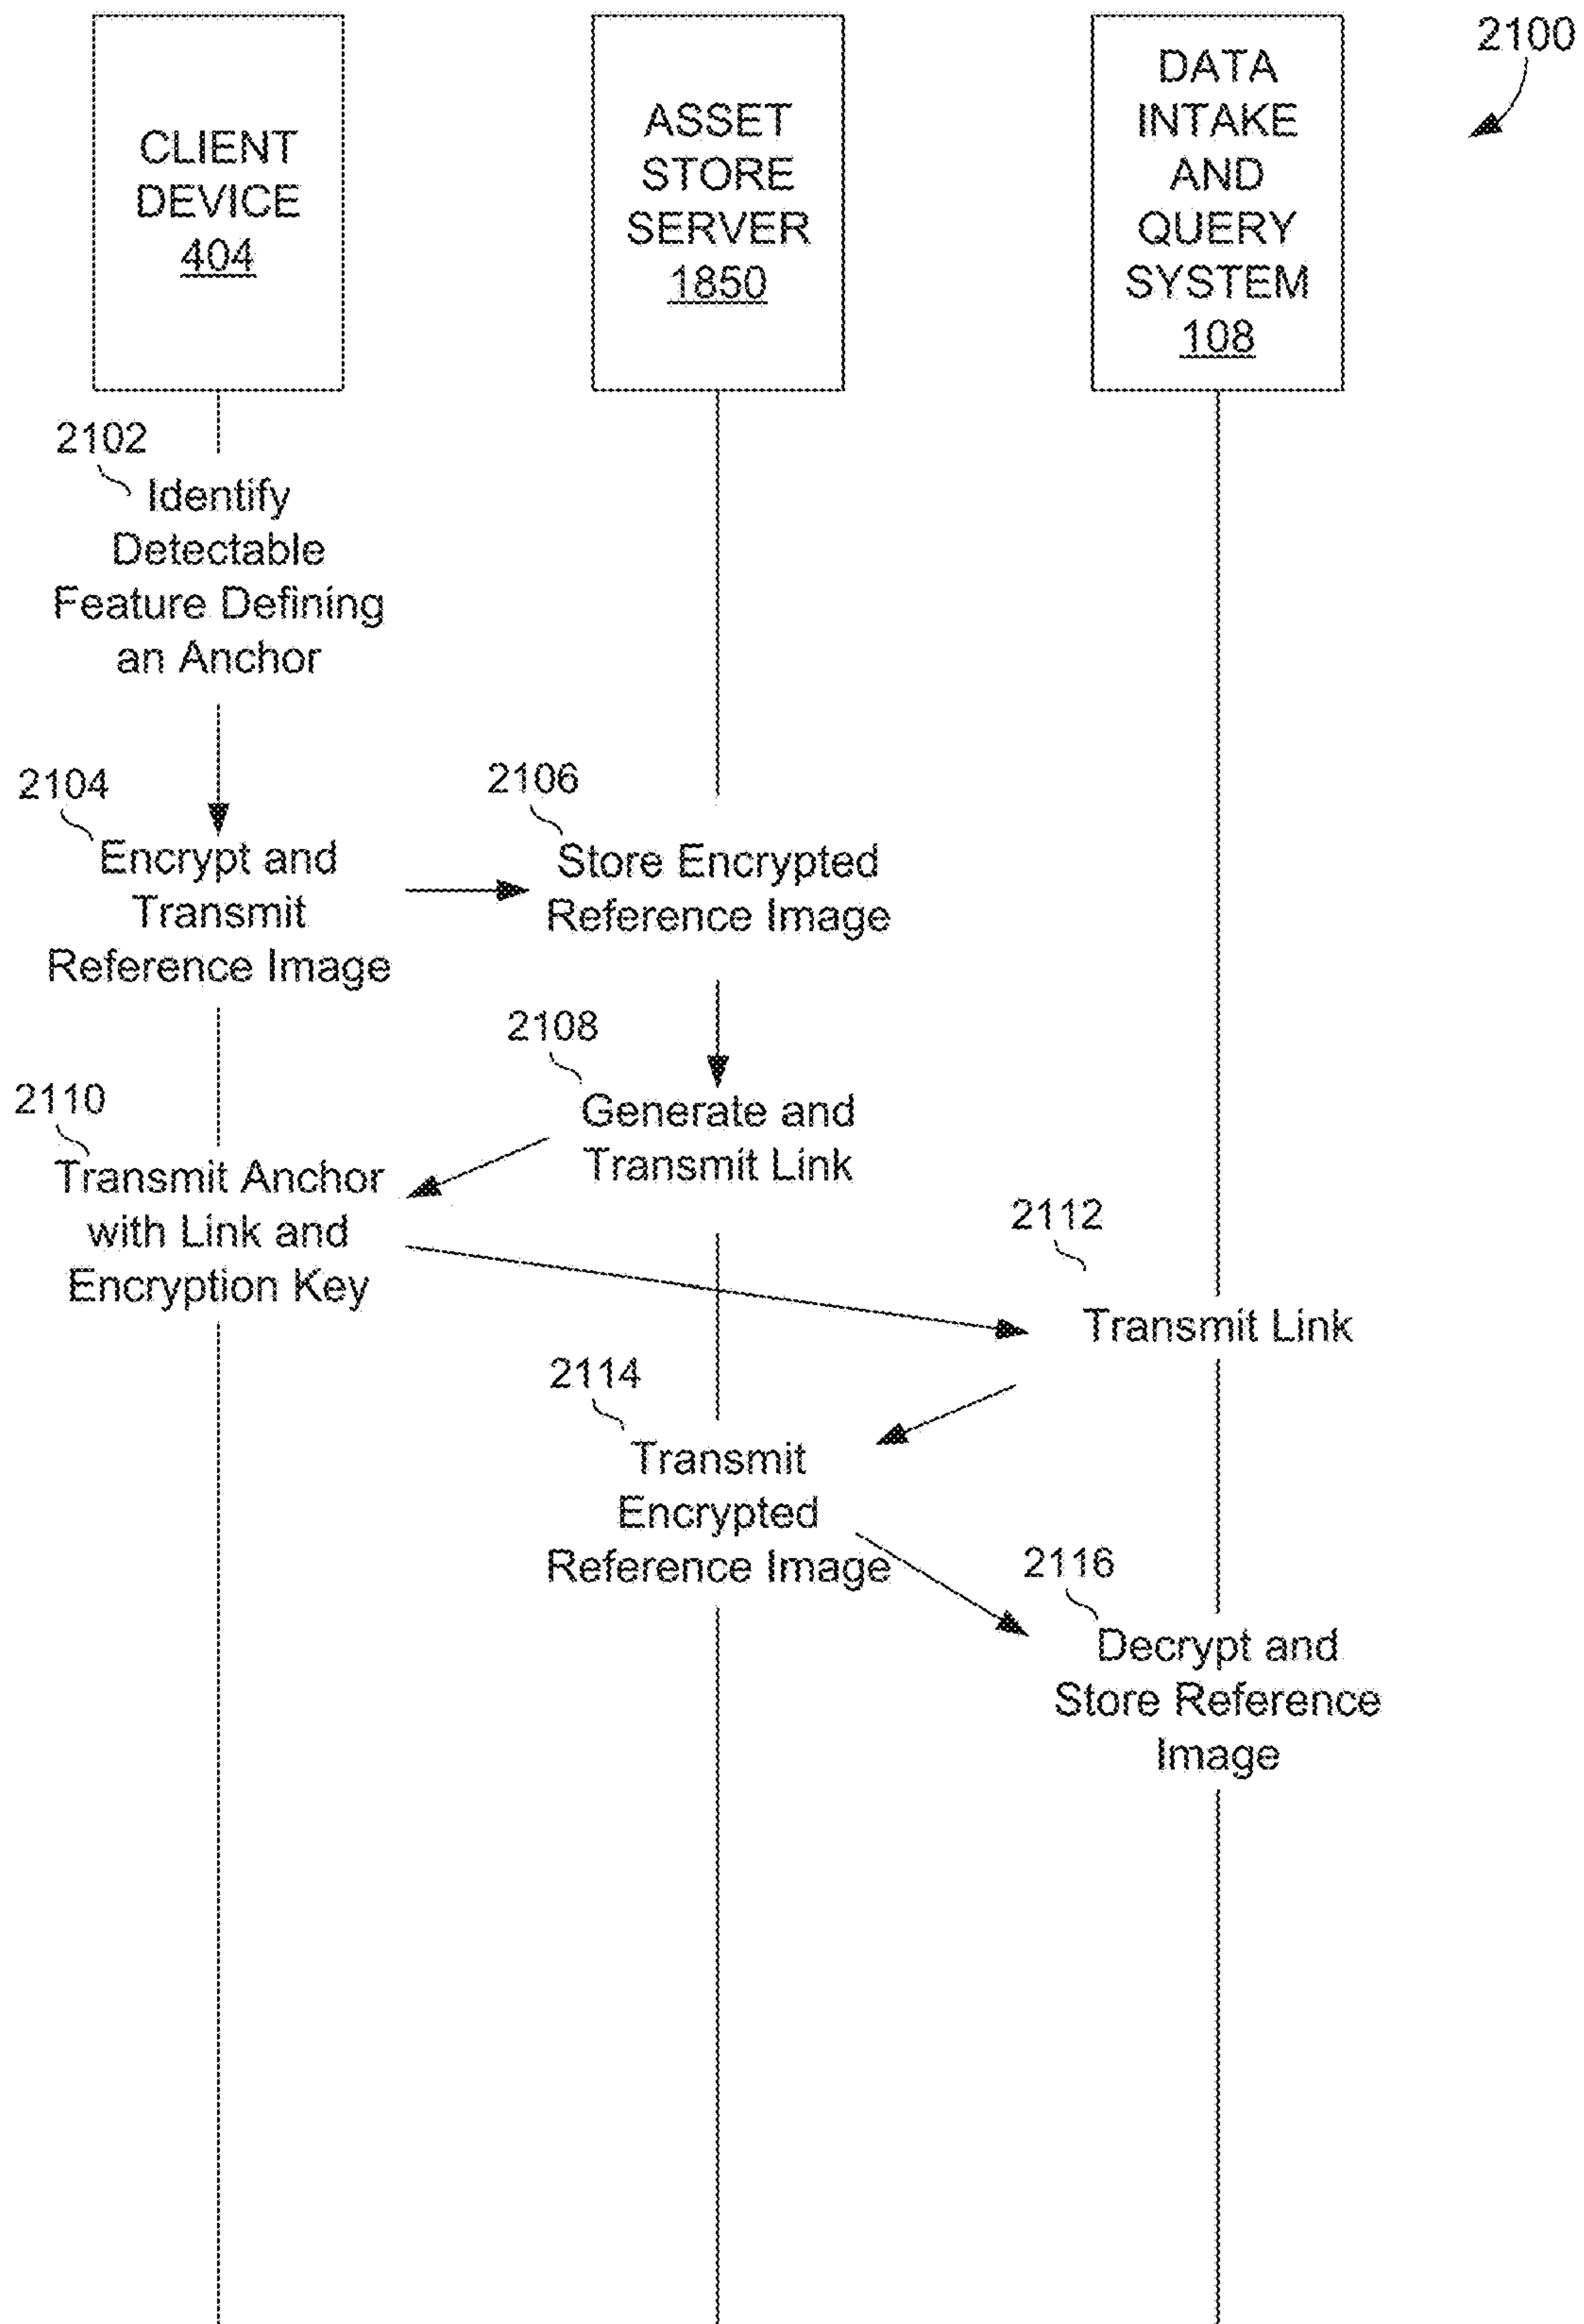 2100
CLIENT
DEVICE
404
ASSET
STORE
SERVER
1850
DATA
INTAKE
AND
QUERY
SYSTEM
108
2102
Identify
Detectable
Feature Defining
an Anchor
2104
Encrypt and
Transmit
Reference Image
2106
Store Encrypted
Reference Image
2108
Generate and
Transmit Link
2110
Transmit Anchor
with Link and
Encryption Key
2112
Transmit Link
2114
Transmit
Encrypted
Reference Image
2116
Decrypt and
Store Reference
Image